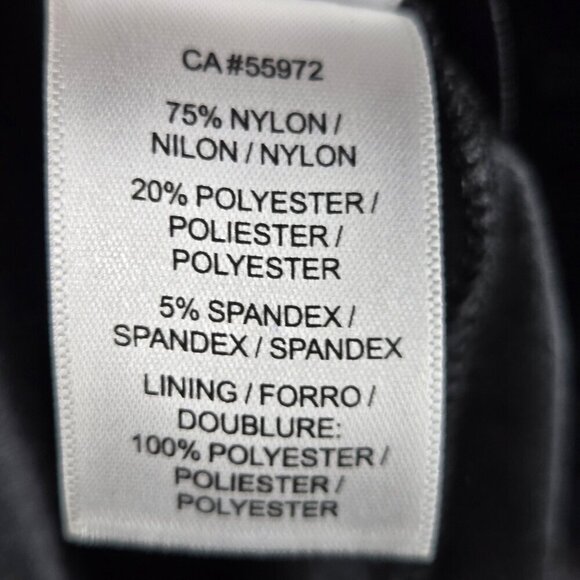 CA#55972
75% NYLON /
NILON / NYLON
20% POLYESTER /
POLIESTER /
POLYESTER
5% SPANDEX /
SPANDEX / SPANDEX
LINING / FORRO /
DOUBLURE:
100% POLYESTER /
POLIESTER /
POLYESTER